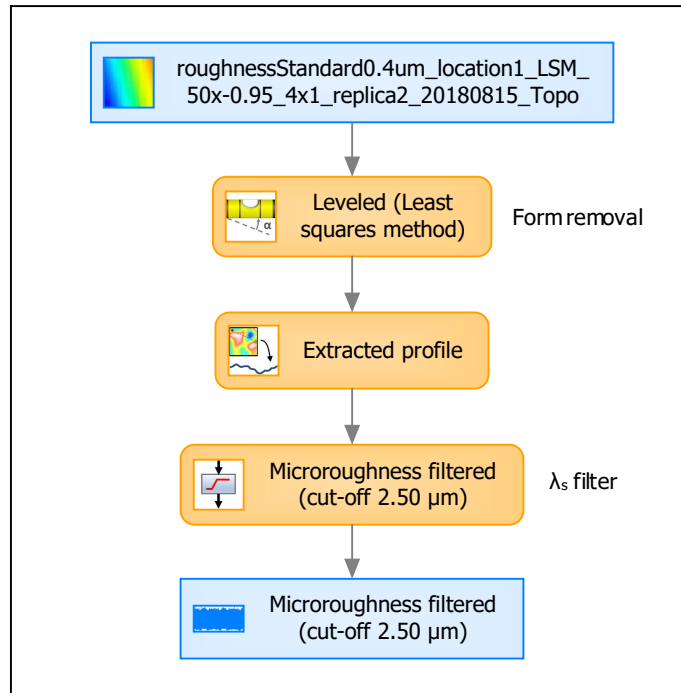 roughnessStandard0.4um_location1_LSM_
50x-0.95_4x1_replica2_20180815_Topo
α
Leveled (Least
squares method)
Form removal
Extracted profile
Microroughness filtered
(cut-off 2.50 µm)
λs filter
Microroughness filtered
(cut-off 2.50 µm)